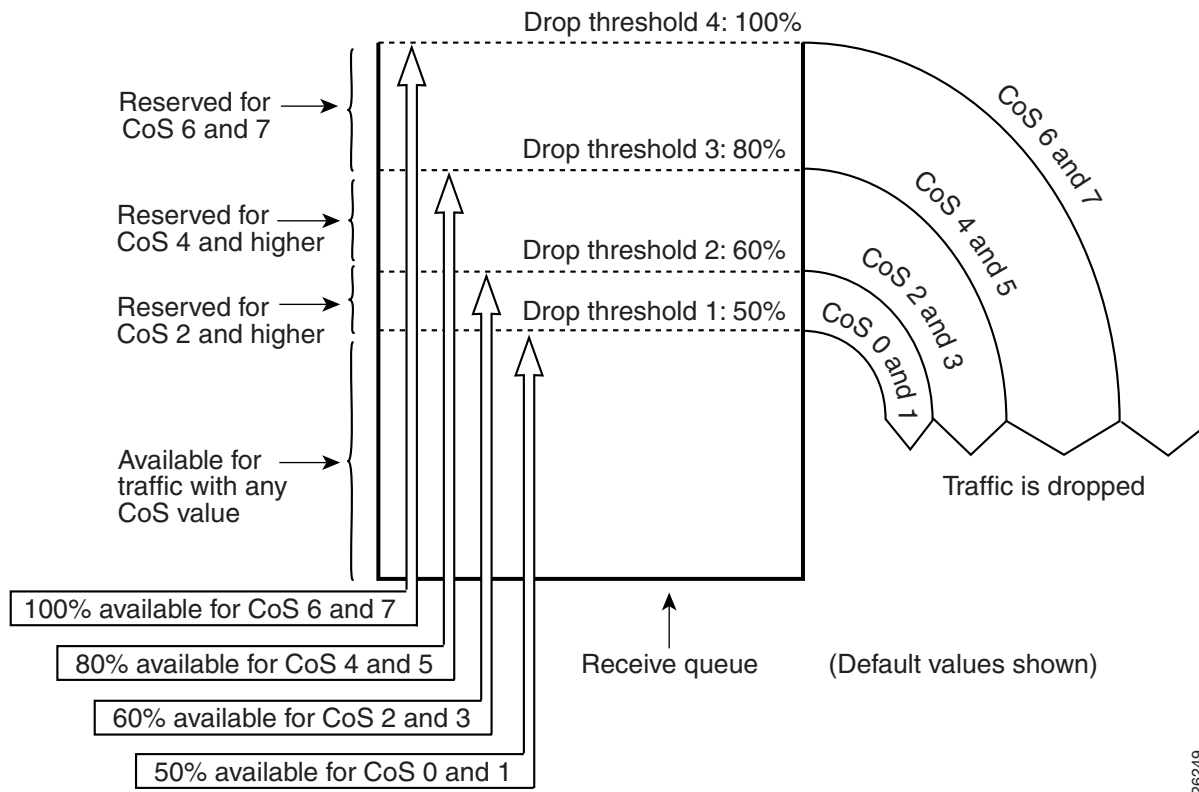 Drop threshold 4: 100%
Reserved for
CoS 6 and 7
CoS 6 and 7
Drop threshold 3: 80%
Reserved for
CoS 4 and higher
CoS 4 and 5
Drop threshold 2: 60%
Reserved for
CoS 2 and higher
CoS 2 and 3
Drop threshold 1: 50%
CoS 0 and 1
Available for
traffic with any
CoS value
Traffic is dropped
100% available for CoS 6 and 7
80% available for CoS 4 and 5
Receive queue
(Default values shown)
60% available for CoS 2 and 3
50% available for CoS 0 and 1